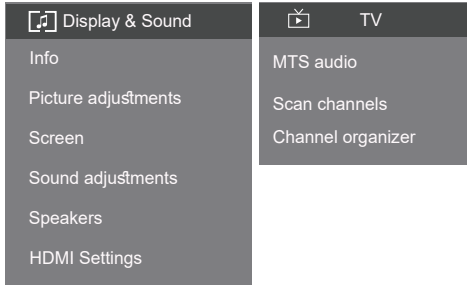 Display & Sound
Info
Picture adjustments
Screen
Sound adjustments
Speakers
HDMI Settings
TV
MTS audio
Scan channels
Channel organizer